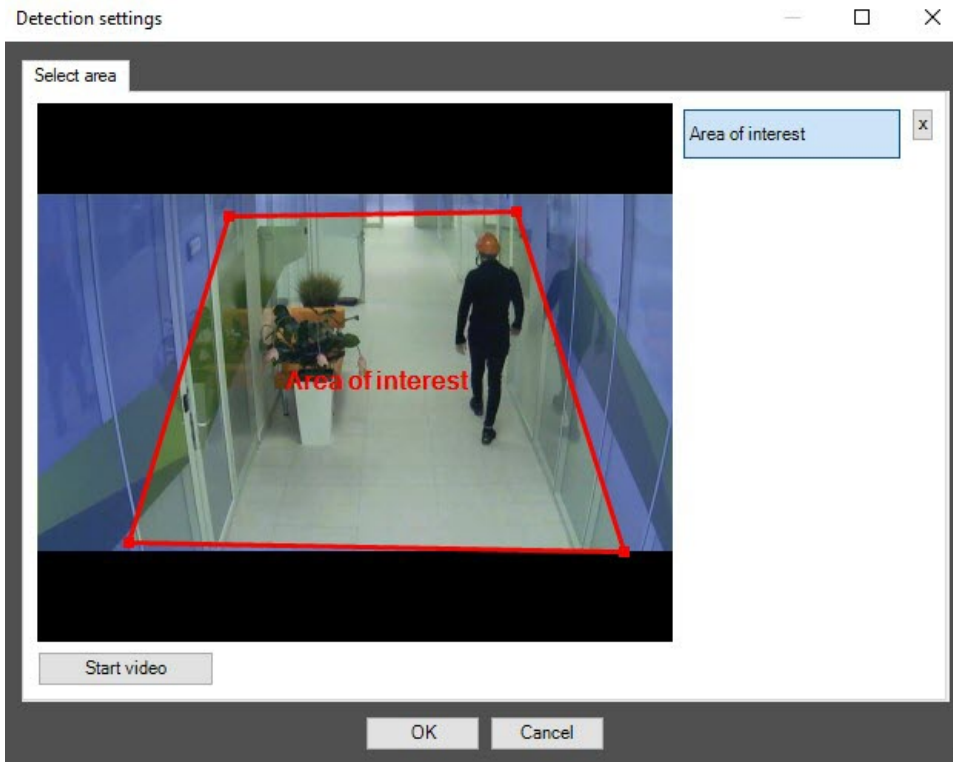 Detection settings
Select area
Area of interest
x
Area of interest
Start video
OK
Cancel